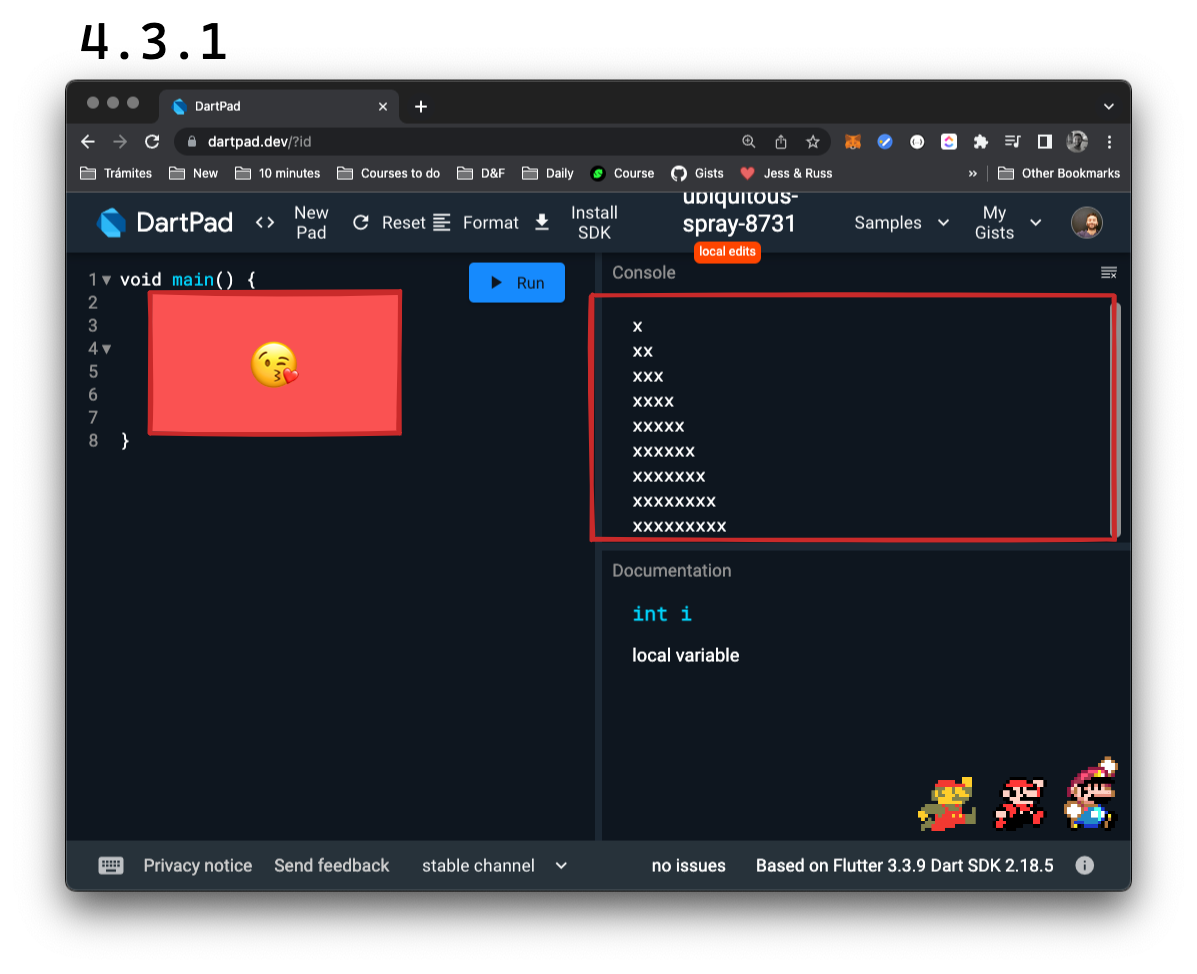 4.3.1
DartPad
dartpad.dev/?id
Trámites New 10 minutes Courses to do D&F Daily Course Gists Jess & Russ » Other Bookmarks
DartPad <> New Pad Reset Format Install SDK ubiquitous-spray-8731 Samples My Gists
local edits
1 void main() {
2
3
4
5
6
7
8 }
Run
Console
x
xx
xxx
xxxx
xxxxx
xxxxxx
xxxxxxx
xxxxxxxx
xxxxxxxxx
Documentation
int i
local variable
Privacy notice Send feedback stable channel no issues Based on Flutter 3.3.9 Dart SDK 2.18.5